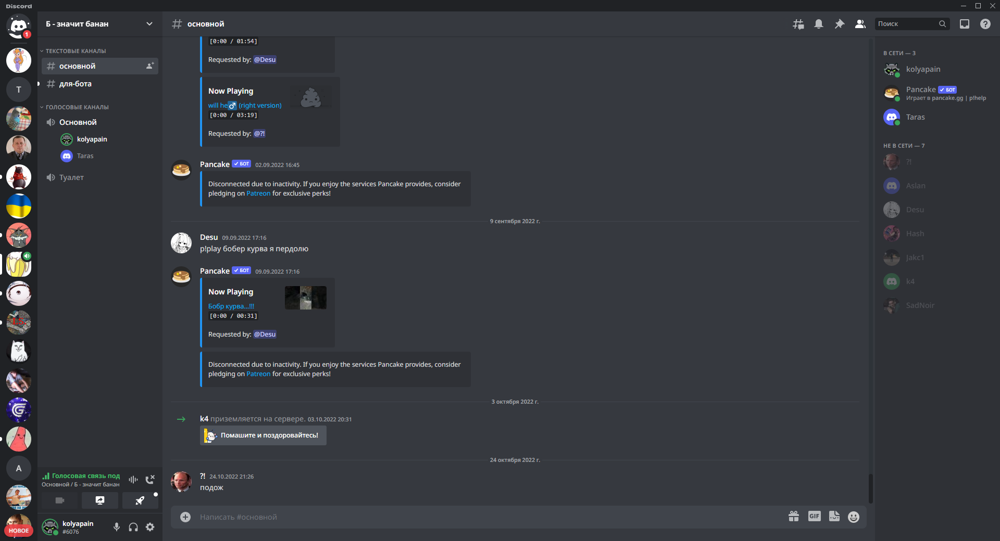 Discord
1
T
A
НОВОЕ
Б - значит банан
ТЕКСТОВЫЕ КАНАЛЫ
основной
для-бота
ГОЛОСОВЫЕ КАНАЛЫ
Основной
kolyapain
Taras
Туалет
Голосовая связь под
Основной / Б - значит банан
kolyapain
#6076
основной
Поиск
[0:00 / 01:54]
Requested by: @Desu
Now Playing
will he♂ (right version)
[0:00 / 03:19]
Requested by: @?!
Pancake ✓ БОТ 02.09.2022 16:45
Disconnected due to inactivity. If you enjoy the services Pancake provides, consider
pledging on Patreon for exclusive perks!
9 сентября 2022 г.
Desu 09.09.2022 17:16
p!play бобер курва я пердолю
Pancake ✓ БОТ 09.09.2022 17:16
Now Playing
Бобр курва...!!!
[0:00 / 00:31]
Requested by: @Desu
Disconnected due to inactivity. If you enjoy the services Pancake provides, consider
pledging on Patreon for exclusive perks!
3 октября 2022 г.
k4 приземляется на сервере. 03.10.2022 20:31
Помашите и поздоровайтесь!
24 октября 2022 г.
?! 24.10.2022 21:26
подож
Написать #основной
GIF
В СЕТИ — 3
kolyapain
Pancake ✓ БОТ
Играет в pancake.gg | p!help
Taras
НЕ В СЕТИ — 7
?!
Aslan
Desu
Hash
Jakc1
k4
SadNoir